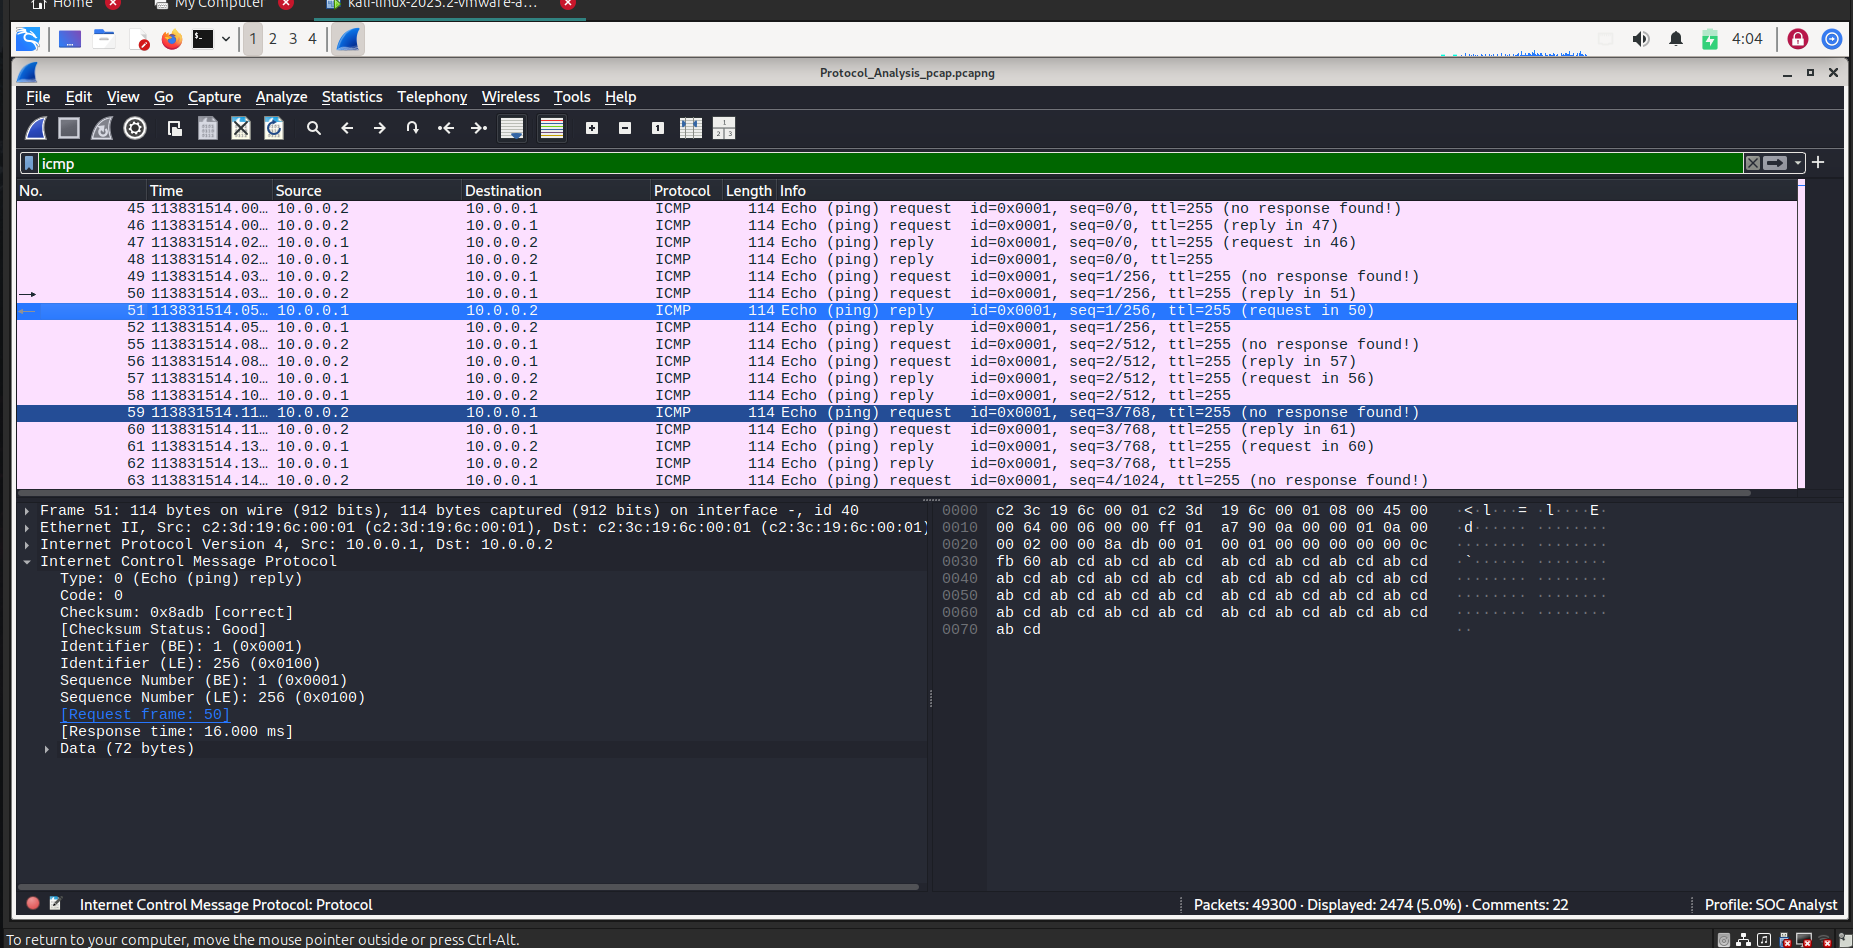 Home
My Computer
kali-linux-2025.2-vmware-a...
1 2 3 4
4:04
Protocol_Analysis_pcap.pcapng
File Edit View Go Capture Analyze Statistics Telephony Wireless Tools Help
icmp
No. Time Source Destination Protocol Length Info
45 113831514.00… 10.0.0.2 10.0.0.1 ICMP 114 Echo (ping) request id=0x0001, seq=0/0, ttl=255 (no response found!)
46 113831514.00… 10.0.0.2 10.0.0.1 ICMP 114 Echo (ping) request id=0x0001, seq=0/0, ttl=255 (reply in 47)
47 113831514.02… 10.0.0.1 10.0.0.2 ICMP 114 Echo (ping) reply id=0x0001, seq=0/0, ttl=255 (request in 46)
48 113831514.02… 10.0.0.1 10.0.0.2 ICMP 114 Echo (ping) reply id=0x0001, seq=0/0, ttl=255
49 113831514.03… 10.0.0.2 10.0.0.1 ICMP 114 Echo (ping) request id=0x0001, seq=1/256, ttl=255 (no response found!)
50 113831514.03… 10.0.0.2 10.0.0.1 ICMP 114 Echo (ping) request id=0x0001, seq=1/256, ttl=255 (reply in 51)
51 113831514.05… 10.0.0.1 10.0.0.2 ICMP 114 Echo (ping) reply id=0x0001, seq=1/256, ttl=255 (request in 50)
52 113831514.05… 10.0.0.1 10.0.0.2 ICMP 114 Echo (ping) reply id=0x0001, seq=1/256, ttl=255
55 113831514.08… 10.0.0.2 10.0.0.1 ICMP 114 Echo (ping) request id=0x0001, seq=2/512, ttl=255 (no response found!)
56 113831514.08… 10.0.0.2 10.0.0.1 ICMP 114 Echo (ping) request id=0x0001, seq=2/512, ttl=255 (reply in 57)
57 113831514.10… 10.0.0.1 10.0.0.2 ICMP 114 Echo (ping) reply id=0x0001, seq=2/512, ttl=255 (request in 56)
58 113831514.10… 10.0.0.1 10.0.0.2 ICMP 114 Echo (ping) reply id=0x0001, seq=2/512, ttl=255
59 113831514.11… 10.0.0.2 10.0.0.1 ICMP 114 Echo (ping) request id=0x0001, seq=3/768, ttl=255 (no response found!)
60 113831514.11… 10.0.0.2 10.0.0.1 ICMP 114 Echo (ping) request id=0x0001, seq=3/768, ttl=255 (reply in 61)
61 113831514.13… 10.0.0.1 10.0.0.2 ICMP 114 Echo (ping) reply id=0x0001, seq=3/768, ttl=255 (request in 60)
62 113831514.13… 10.0.0.1 10.0.0.2 ICMP 114 Echo (ping) reply id=0x0001, seq=3/768, ttl=255
63 113831514.14… 10.0.0.2 10.0.0.1 ICMP 114 Echo (ping) request id=0x0001, seq=4/1024, ttl=255 (no response found!)
Frame 51: 114 bytes on wire (912 bits), 114 bytes captured (912 bits) on interface -, id 40
Ethernet II, Src: c2:3d:19:6c:00:01 (c2:3d:19:6c:00:01), Dst: c2:3c:19:6c:00:01 (c2:3c:19:6c:00:01)
Internet Protocol Version 4, Src: 10.0.0.1, Dst: 10.0.0.2
Internet Control Message Protocol
Type: 0 (Echo (ping) reply)
Code: 0
Checksum: 0x8adb [correct]
[Checksum Status: Good]
Identifier (BE): 1 (0x0001)
Identifier (LE): 256 (0x0100)
Sequence Number (BE): 1 (0x0001)
Sequence Number (LE): 256 (0x0100)
[Request frame: 50]
[Response time: 16.000 ms]
Data (72 bytes)
0000 c2 3c 19 6c 00 01 c2 3d 19 6c 00 01 08 00 45 00 ·<·l···= ·l····E·
0010 00 64 00 06 00 00 ff 01 a7 90 0a 00 00 01 0a 00 ·d······ ········
0020 00 02 00 00 8a db 00 01 00 01 00 00 00 00 00 0c ········ ········
0030 fb 60 ab cd ab cd ab cd ab cd ab cd ab cd ab cd ·`······ ········
0040 ab cd ab cd ab cd ab cd ab cd ab cd ab cd ab cd ········ ········
0050 ab cd ab cd ab cd ab cd ab cd ab cd ab cd ab cd ········ ········
0060 ab cd ab cd ab cd ab cd ab cd ab cd ab cd ab cd ········ ········
0070 ab cd ··
Internet Control Message Protocol: Protocol
Packets: 49300 · Displayed: 2474 (5.0%) · Comments: 22
Profile: SOC Analyst
To return to your computer, move the mouse pointer outside or press Ctrl-Alt.